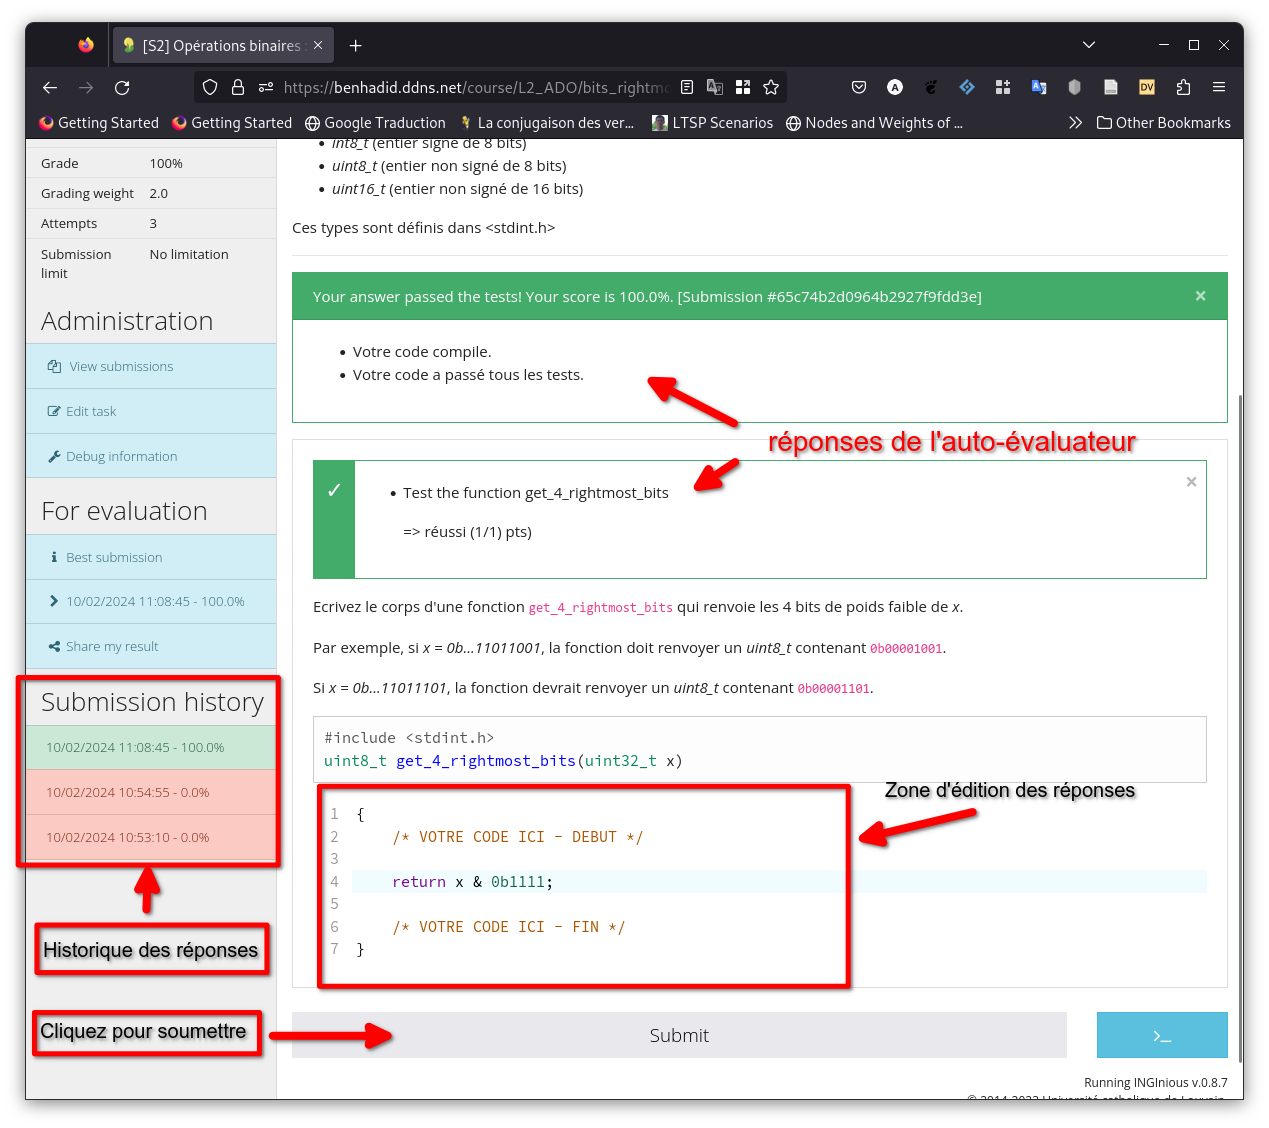 [S2] Opérations binaires :
https://benhadid.ddns.net/course/L2_ADO/bits_rightmo
Getting Started
Getting Started
Google Traduction
La conjugaison des ver...
LTSP Scenarios
Nodes and Weights of ...
Other Bookmarks
Grade 100%
Grading weight 2.0
Attempts 3
Submission limit No limitation
Administration
View submissions
Edit task
Debug information
For evaluation
Best submission
10/02/2024 11:08:45 - 100.0%
Share my result
Submission history
10/02/2024 11:08:45 - 100.0%
10/02/2024 10:54:55 - 0.0%
10/02/2024 10:53:10 - 0.0%
Historique des réponses
Cliquez pour soumettre
int8_t (entier signé de 8 bits)
uint8_t (entier non signé de 8 bits)
uint16_t (entier non signé de 16 bits)
Ces types sont définis dans <stdint.h>
Your answer passed the tests! Your score is 100.0%. [Submission #65c74b2d0964b2927f9fdd3e]
Votre code compile.
Votre code a passé tous les tests.
réponses de l'auto-évaluateur
Test the function get_4_rightmost_bits
=> réussi (1/1) pts)
Ecrivez le corps d'une fonction get_4_rightmost_bits qui renvoie les 4 bits de poids faible de x.
Par exemple, si x = 0b...11011001, la fonction doit renvoyer un uint8_t contenant 0b00001001.
Si x = 0b...11011101, la fonction devrait renvoyer un uint8_t contenant 0b00001101.
#include <stdint.h>
uint8_t get_4_rightmost_bits(uint32_t x)
Zone d'édition des réponses
1 {
2 /* VOTRE CODE ICI - DEBUT */
3
4 return x & 0b1111;
5
6 /* VOTRE CODE ICI - FIN */
7 }
Submit
>_
Running INGInious v.0.8.7
© 2014-2023 Université catholique de Louvain.